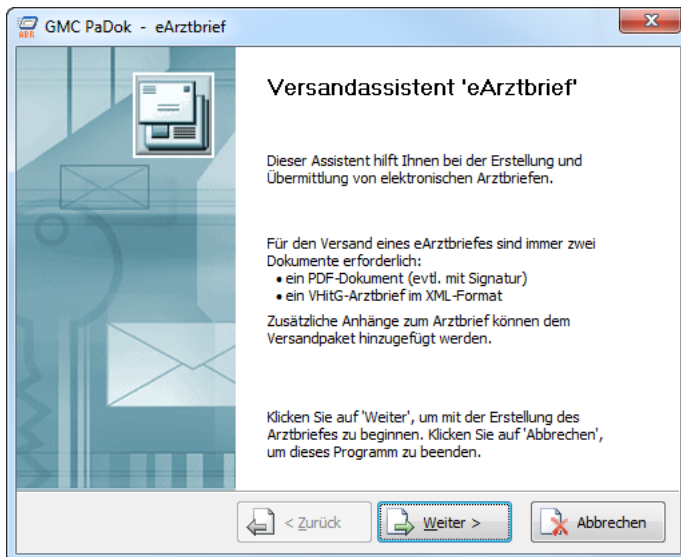 GMC PaDok - eArztbrief
ABR
Versandassistent 'eArztbrief'
Dieser Assistent hilft Ihnen bei der Erstellung und
Übermittlung von elektronischen Arztbriefen.
Für den Versand eines eArztbriefes sind immer zwei
Dokumente erforderlich:
• ein PDF-Dokument (evtl. mit Signatur)
• ein VHitG-Arztbrief im XML-Format
Zusätzliche Anhänge zum Arztbrief können dem
Versandpaket hinzugefügt werden.
Klicken Sie auf 'Weiter', um mit der Erstellung des
Arztbriefes zu beginnen. Klicken Sie auf 'Abbrechen',
um dieses Programm zu beenden.
< Zurück
Weiter >
Abbrechen